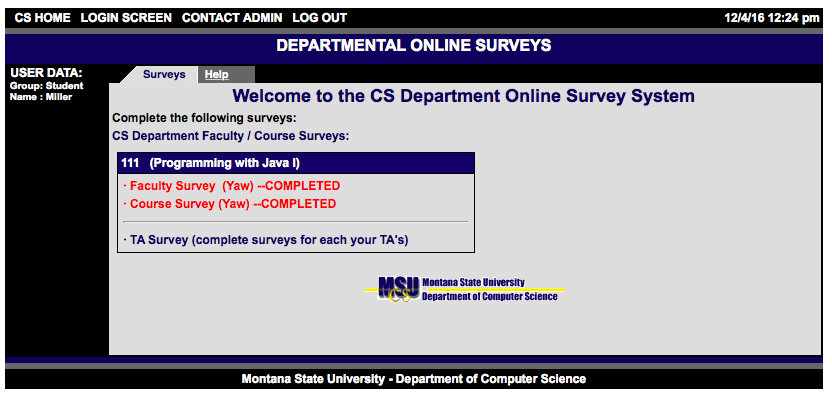 CS HOME LOGIN SCREEN CONTACT ADMIN LOG OUT 12/4/16 12:24 pm
DEPARTMENTAL ONLINE SURVEYS
USER DATA:
Group: Student
Name : Miller
Surveys Help
Welcome to the CS Department Online Survey System
Complete the following surveys:
CS Department Faculty / Course Surveys:
111 (Programming with Java I)
· Faculty Survey (Yaw) --COMPLETED
· Course Survey (Yaw) --COMPLETED
· TA Survey (complete surveys for each your TA's)
MSU CS Montana State University
Department of Computer Science
Montana State University - Department of Computer Science